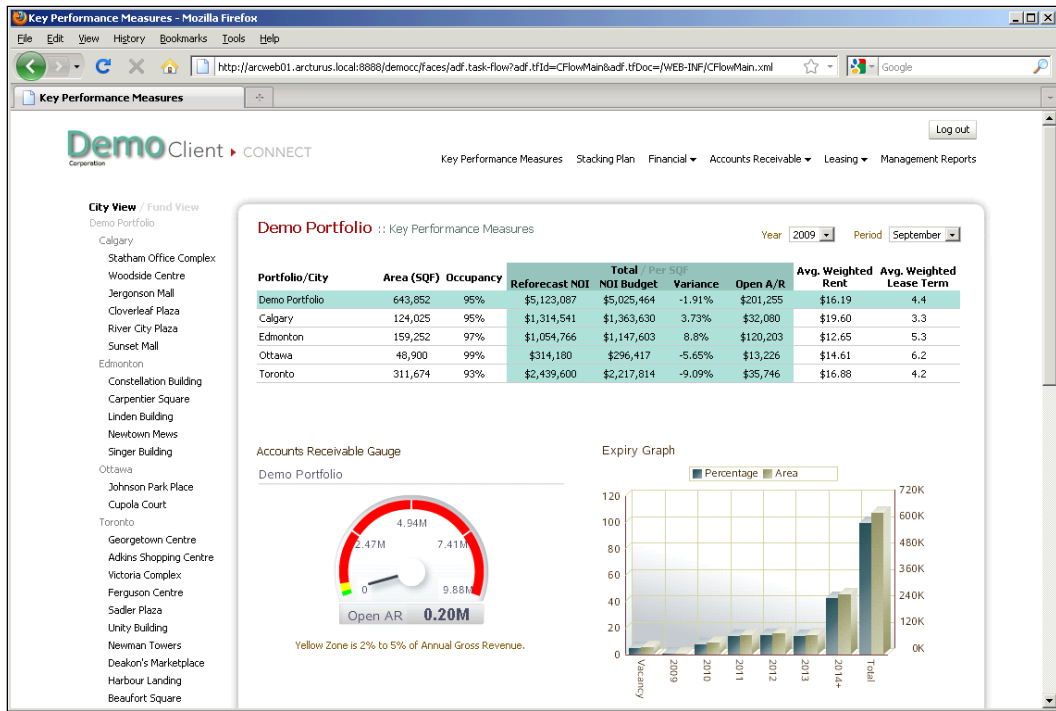 Key Performance Measures - Mozilla Firefox
File Edit View History Bookmarks Tools Help
http://arcweb01.arcturus.local:8888/democc/faces/adf.task-flow?adf.tfId=CFlowMain&adf.tfDoc=/WEB-INF/CFlowMain.xml
Google
Key Performance Measures
Log out
Demo Client CONNECT
Corporation
Key Performance Measures Stacking Plan Financial Accounts Receivable Leasing Management Reports
City View / Fund View
Demo Portfolio
Calgary
Statham Office Complex
Woodside Centre
Jergonson Mall
Cloverleaf Plaza
River City Plaza
Sunset Mall
Edmonton
Constellation Building
Carpentier Square
Linden Building
Newtown Mews
Singer Building
Ottawa
Johnson Park Place
Cupola Court
Toronto
Georgetown Centre
Adkins Shopping Centre
Victoria Complex
Ferguson Centre
Sadler Plaza
Unity Building
Newman Towers
Deakon's Marketplace
Harbour Landing
Beaufort Square
Demo Portfolio :: Key Performance Measures
Year 2009 Period September
Total / Per SQF
Portfolio/City Area (SQF) Occupancy Reforecast NOI NOI Budget Variance Open A/R Avg. Weighted Rent Avg. Weighted Lease Term
Demo Portfolio 643,852 95% $5,123,087 $5,025,464 -1.91% $201,255 $16.19 4.4
Calgary 124,025 95% $1,314,541 $1,363,630 3.73% $32,080 $19.60 3.3
Edmonton 159,252 97% $1,054,766 $1,147,603 8.8% $120,203 $12.65 5.3
Ottawa 48,900 99% $314,180 $296,417 -5.65% $13,226 $14.61 6.2
Toronto 311,674 93% $2,439,600 $2,217,814 -9.09% $35,746 $16.88 4.2
Accounts Receivable Gauge
Demo Portfolio
4.94M
2.47M 7.41M
0 9.88M
Open AR 0.20M
Yellow Zone is 2% to 5% of Annual Gross Revenue.
Expiry Graph
Percentage Area
120 720K
100 600K
80 480K
60 360K
40 240K
20 120K
0 0K
Vacancy 2009 2010 2011 2012 2013 2014+ Total